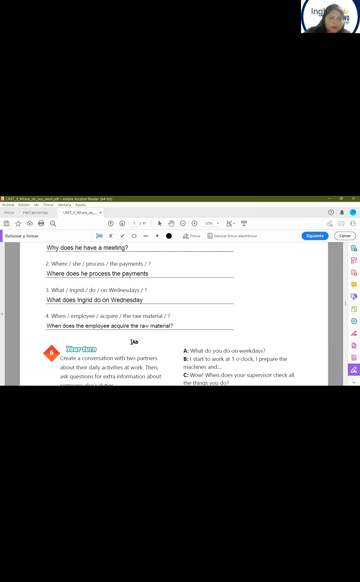 Ingl
UNIT_3_Where_do_you_work.pdf - Adobe Acrobat Reader (64-bit)
Archivo Edición Ver Firmar Ventana Ayuda
Inicio Herramientas UNIT_3_Where_do_...
Rellenar y firmar
Siguiente Cerrar
Why does he have a meeting?
2. Where / she / process / the payments / ?
Where does he process the payments
3. What / Ingrid / do / on Wednesdays / ?
What does Ingrid do on Wednesday
4. When / employee / acquire / the raw material / ?
When does the employee acquire the raw material?
6. Your turn
Create a conversation with two partners
about their daily activities at work. Then,
ask questions for extra information about
someone else's duties.
A: What do you do on weekdays?
B: I start to work at 1 o'clock, I prepare the
machines and...
C: Wow! When does your supervisor check all
the things you do?